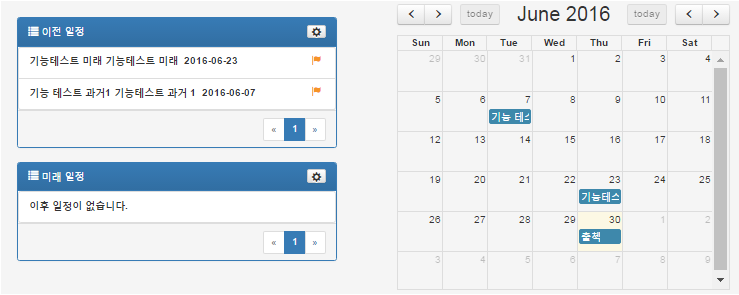 이전 일정
기능테스트 미래 기능테스트 미래 2016-06-23
기능 테스트 과거1 기능테스트 과거 1 2016-06-07
« 1 »
미래 일정
이후 일정이 없습니다.
« 1 »
today June 2016 today
Sun Mon Tue Wed Thu Fri Sat
29 30 31 1 2 3 4
5 6 7 8 9 10 11
기능 테스
12 13 14 15 16 17 18
19 20 21 22 23 24 25
기능테스
26 27 28 29 30 1 2
출첵
3 4 5 6 7 8 9